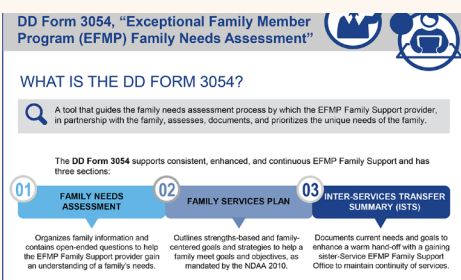 DD Form 3054, “Exceptional Family Member
Program (EFMP) Family Needs Assessment”
WHAT IS THE DD FORM 3054?
A tool that guides the family needs assessment process by which the EFMP Family Support provider,
in partnership with the family, assesses, documents, and prioritizes the unique needs of the family.
The DD Form 3054 supports consistent, enhanced, and continuous EFMP Family Support and has
three sections:
01
FAMILY NEEDS
ASSESSMENT
Organizes family information and
contains open-ended questions to help
the EFMP Family Support provider gain
an understanding of a family's needs.
02
FAMILY SERVICES PLAN
Outlines strengths-based and family-
centered goals and strategies to help a
family meet goals and objectives, as
mandated by the NDAA 2010.
03
INTER-SERVICES TRANSFER
SUMMARY (ISTS)
Documents current needs and goals to
enhance a warm hand-off with a gaining
sister-Service EFMP Family Support
Office to maintain continuity of services.